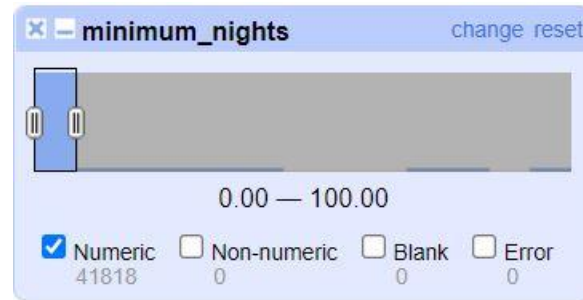 minimum_nights change reset
0.00 — 100.00
Numeric Non-numeric Blank Error
41818 0 0 0